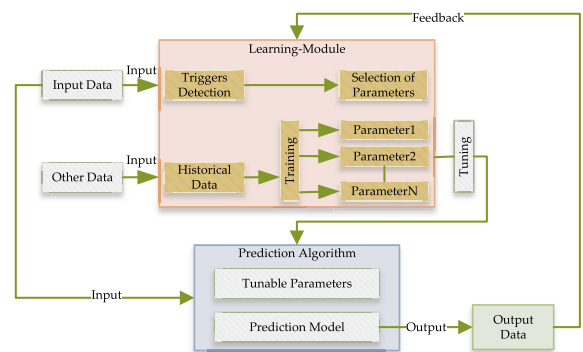 Feedback
Learning-Module
Input Data
Input
Triggers
Detection
Selection of
Parameters
Other Data
Input
Historical
Data
Training
Parameter1
Parameter2
ParameterN
Tuning
Prediction Algorithm
Tunable Parameters
Input
Prediction Model
Output
Output
Data